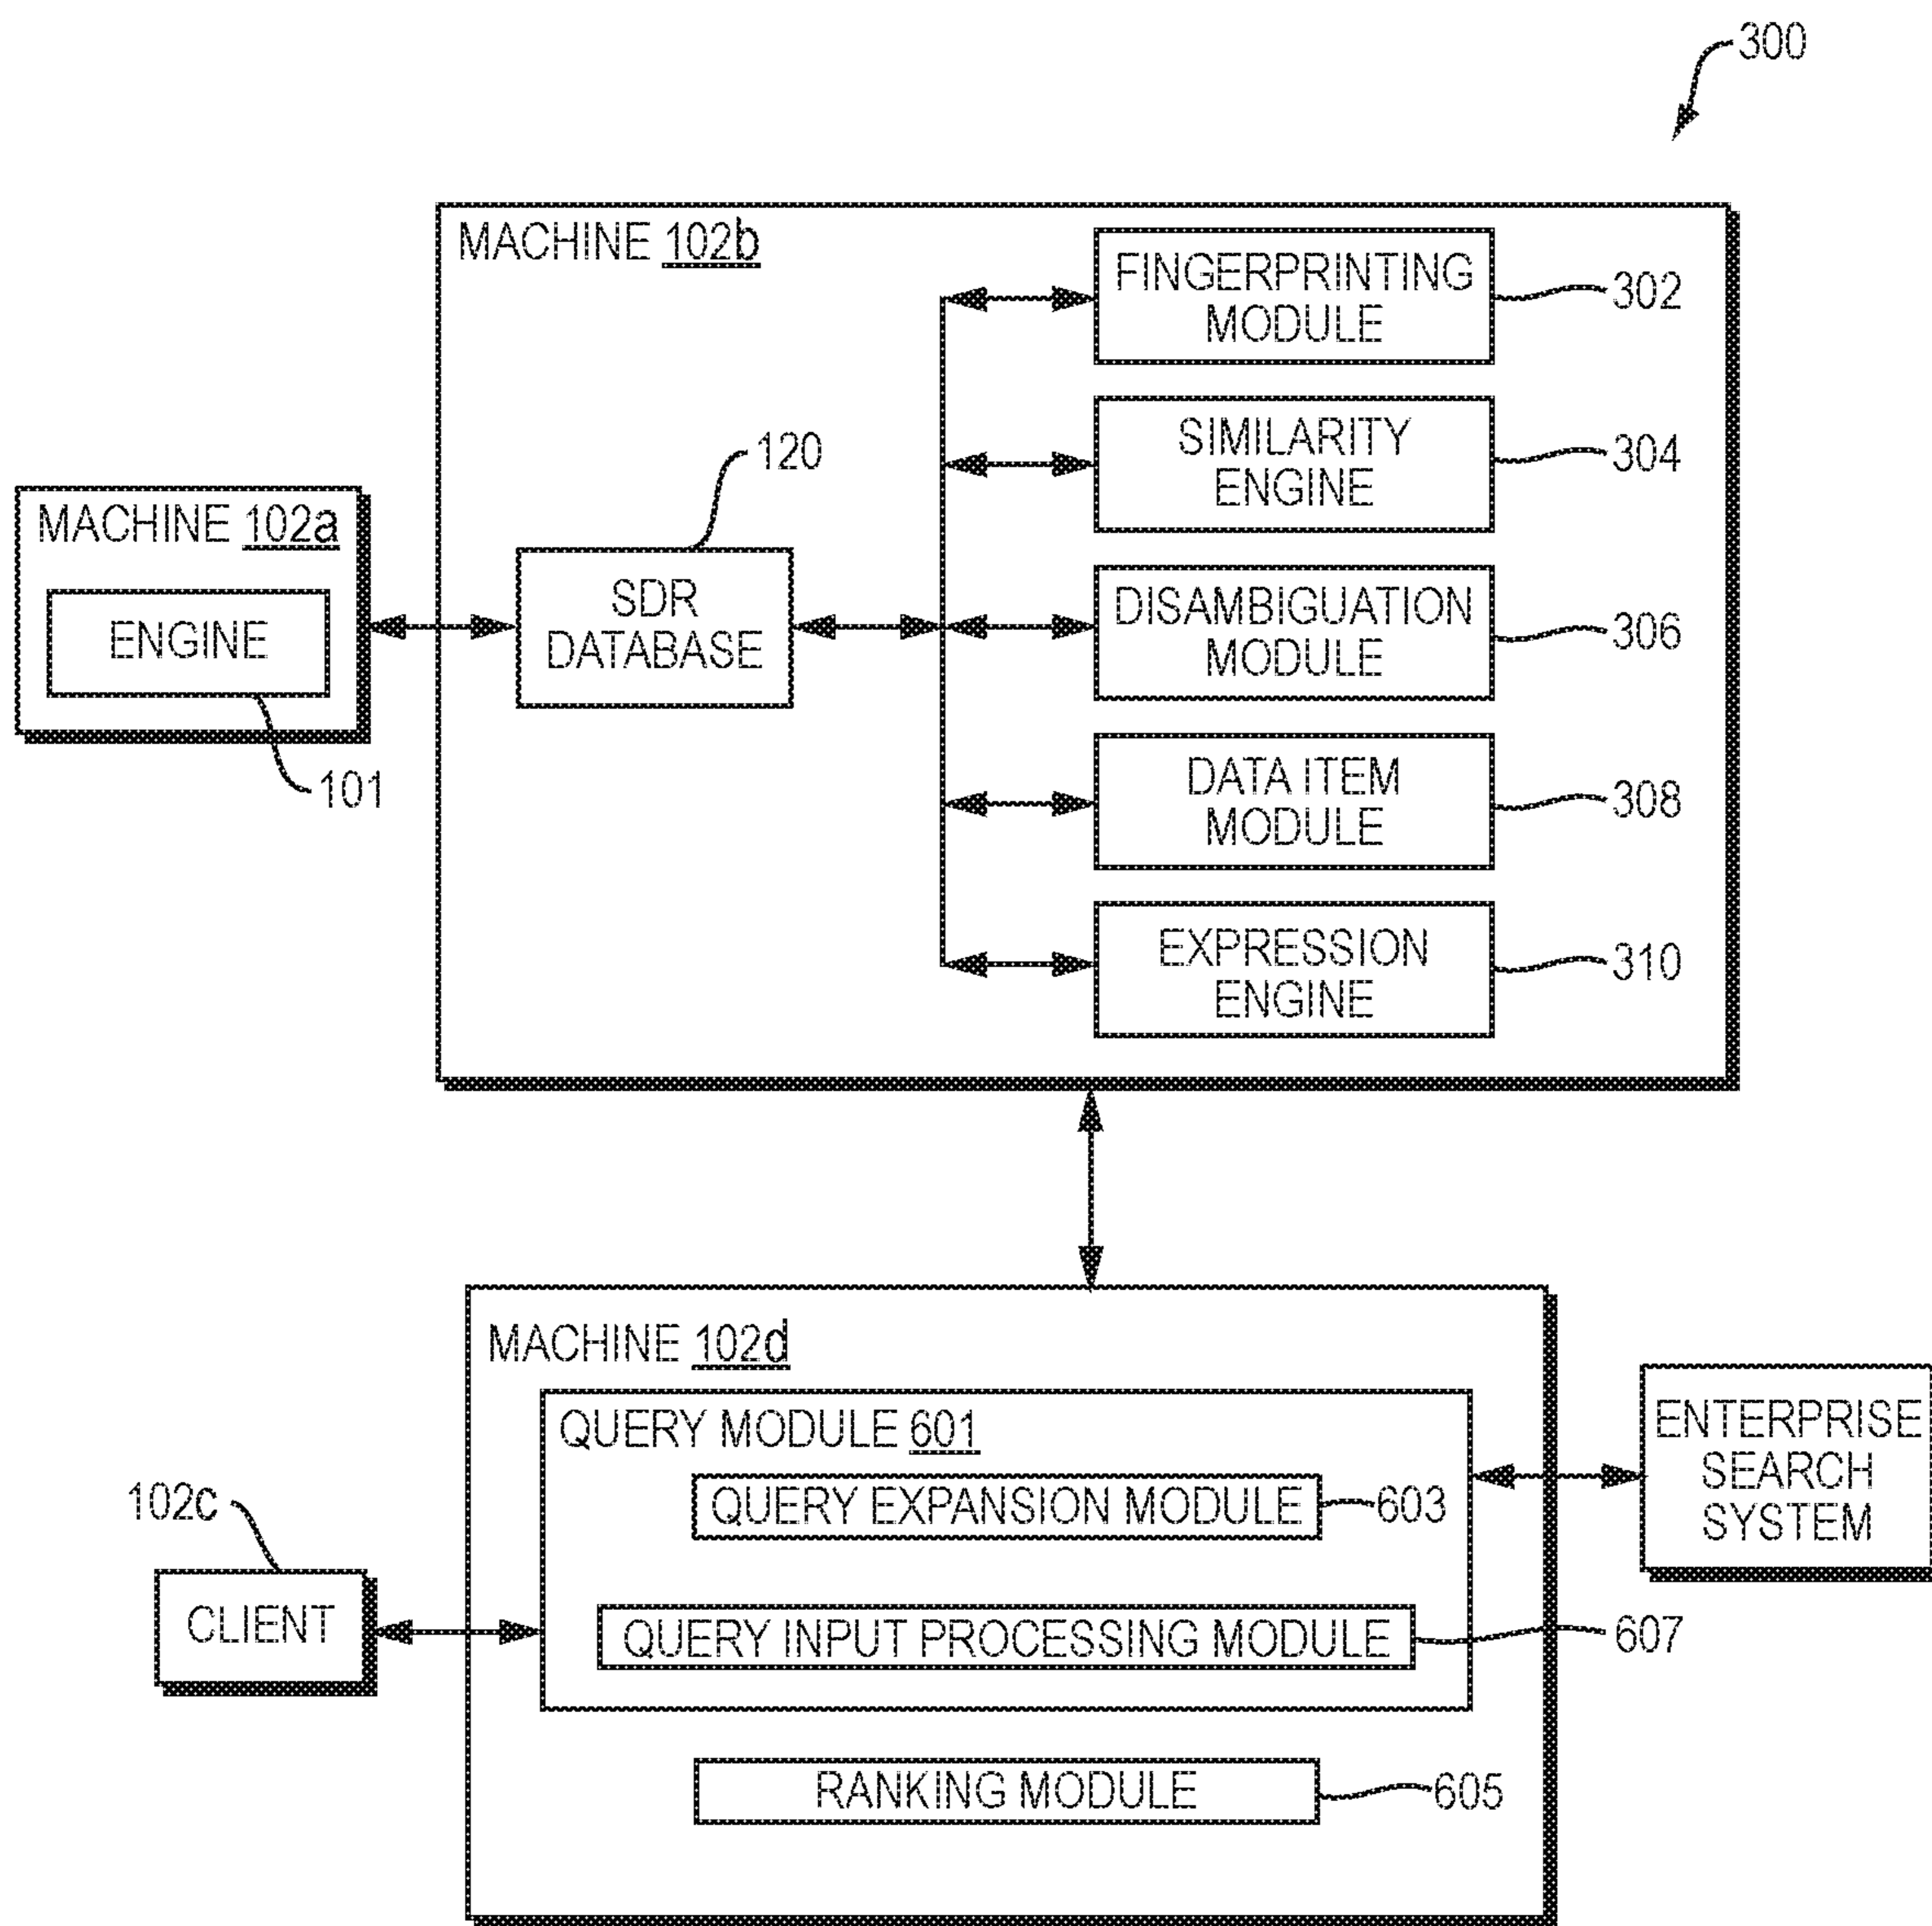 300
MACHINE 102b
FINGERPRINTING
MODULE
302
SIMILARITY
ENGINE
304
120
MACHINE 102a
ENGINE
101
SDR
DATABASE
DISAMBIGUATION
MODULE
306
DATA ITEM
MODULE
308
EXPRESSION
ENGINE
310
MACHINE 102d
QUERY MODULE 601
QUERY EXPANSION MODULE
603
ENTERPRISE
SEARCH
SYSTEM
102c
CLIENT
QUERY INPUT PROCESSING MODULE
607
RANKING MODULE
605